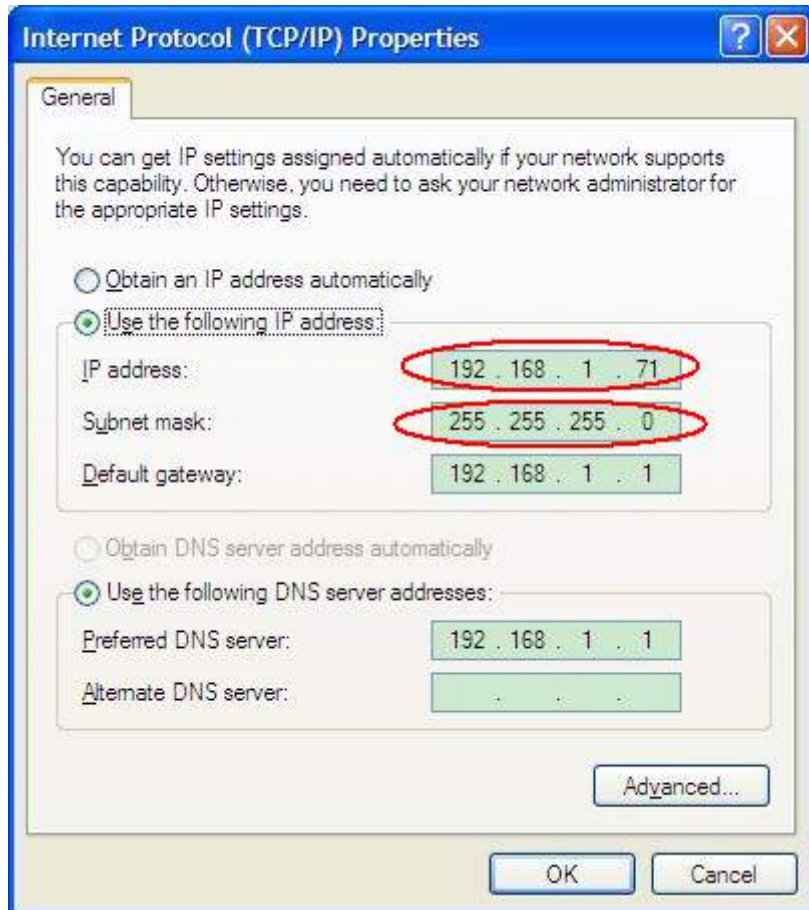 Internet Protocol (TCP/IP) Properties
General
You can get IP settings assigned automatically if your network supports
this capability. Otherwise, you need to ask your network administrator for
the appropriate IP settings.
Obtain an IP address automatically
Use the following IP address:
IP address: 192 . 168 . 1 . 71
Subnet mask: 255 . 255 . 255 . 0
Default gateway: 192 . 168 . 1 . 1
Obtain DNS server address automatically
Use the following DNS server addresses:
Preferred DNS server: 192 . 168 . 1 . 1
Alternate DNS server: . . .
Advanced...
OK Cancel